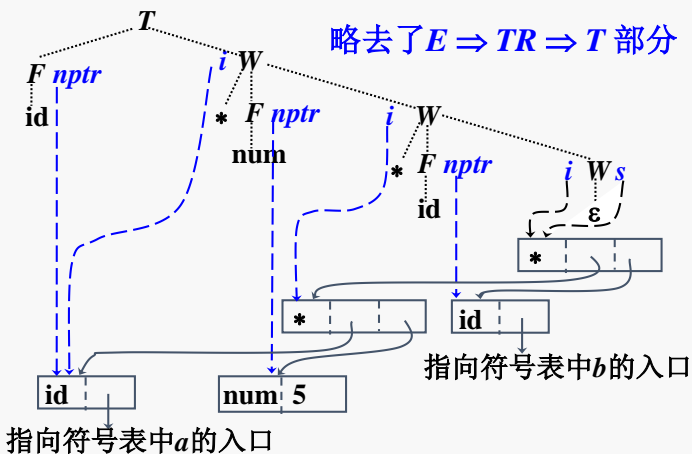 T
略去了E ⇒ TR ⇒ T 部分
F nptr
i W
id
* F nptr
i W
num
* F nptr
i W s
id
ε
*
*
id
指向符号表中b的入口
id
num 5
指向符号表中a的入口